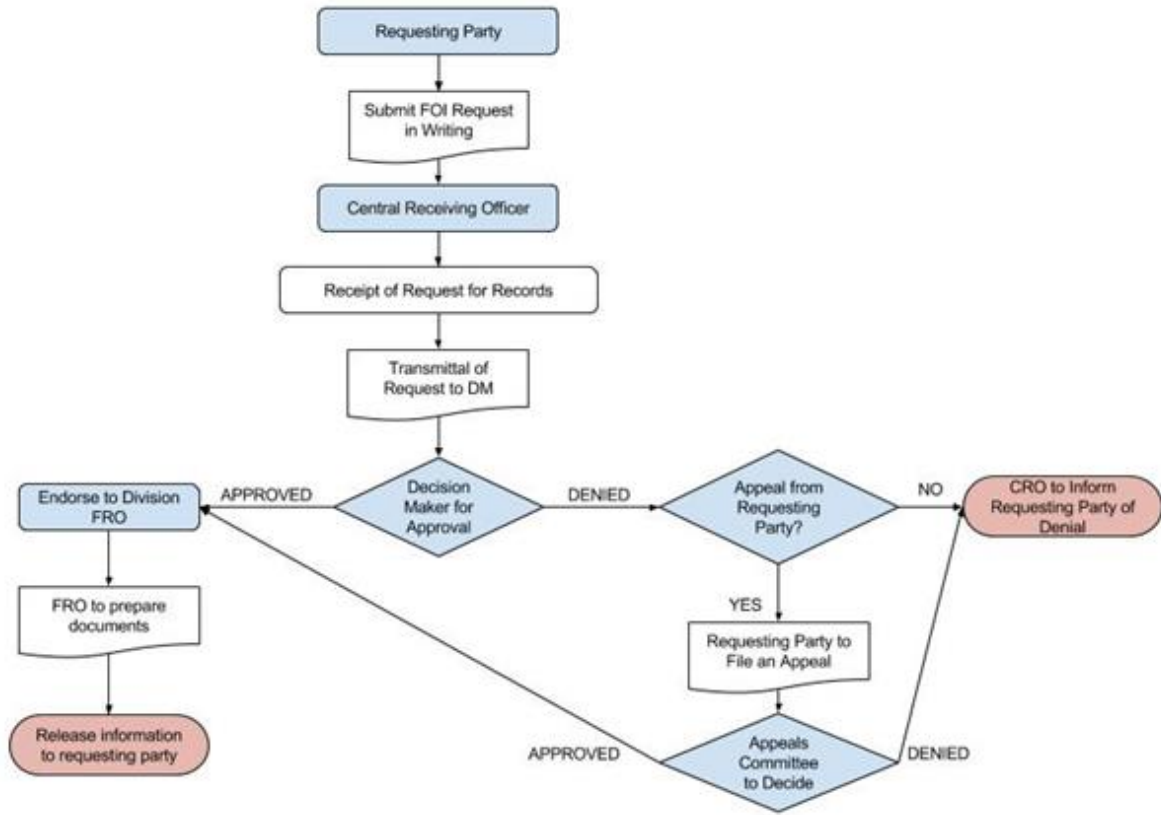 Requesting Party
Submit FOI Request
in Writing
Central Receiving Officer
Receipt of Request for Records
Transmittal of
Request to DM
Decision
Maker for
Approval
APPROVED
DENIED
Endorse to Division
FRO
FRO to prepare
documents
Release information
to requesting party
Appeal from
Requesting
Party?
NO
CRO to Inform
Requesting Party of
Denial
YES
Requesting Party to
File an Appeal
Appeals
Committee
to Decide
APPROVED
DENIED